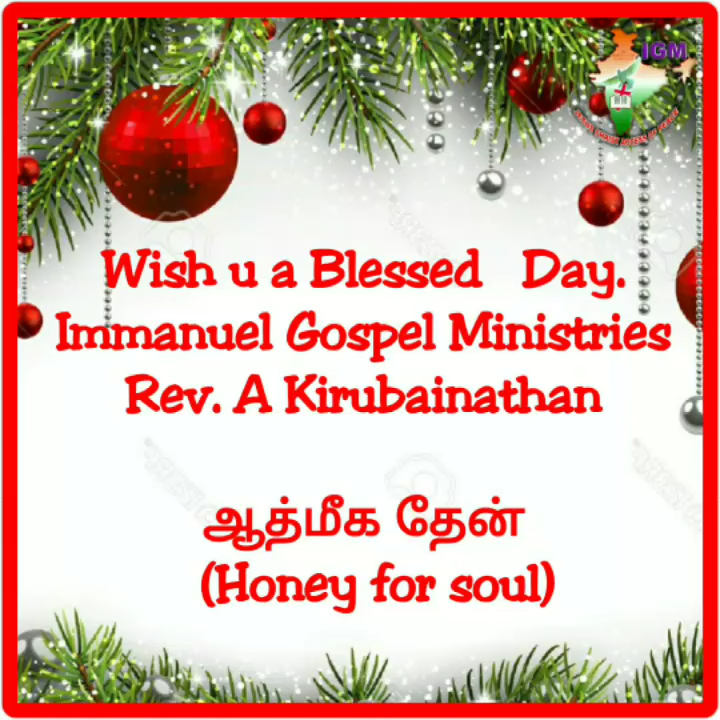 IGM
Wish u a Blessed Day.
Immanuel Gospel Ministries
Rev. A Kirubainathan
ஆத்மீக தேன்
(Honey for soul)